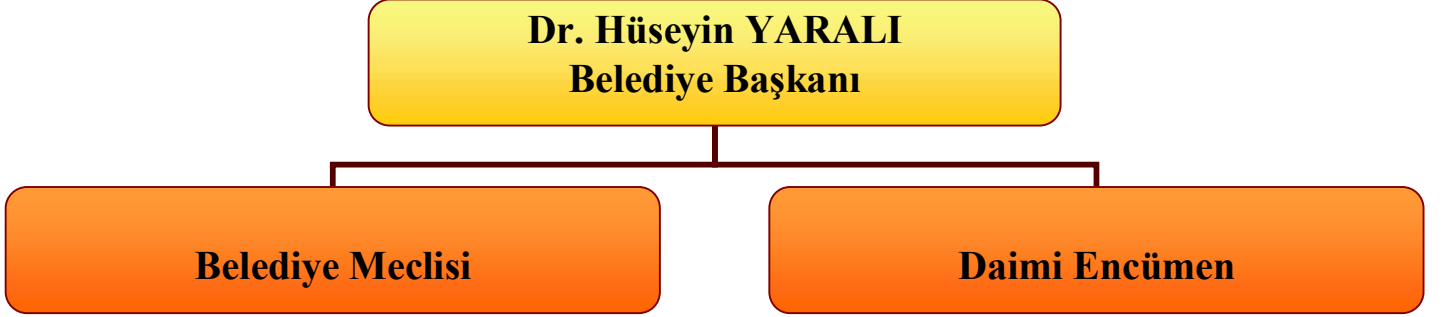 Dr. Hüseyin YARALI
Belediye Başkanı
Belediye Meclisi
Daimi Encümen